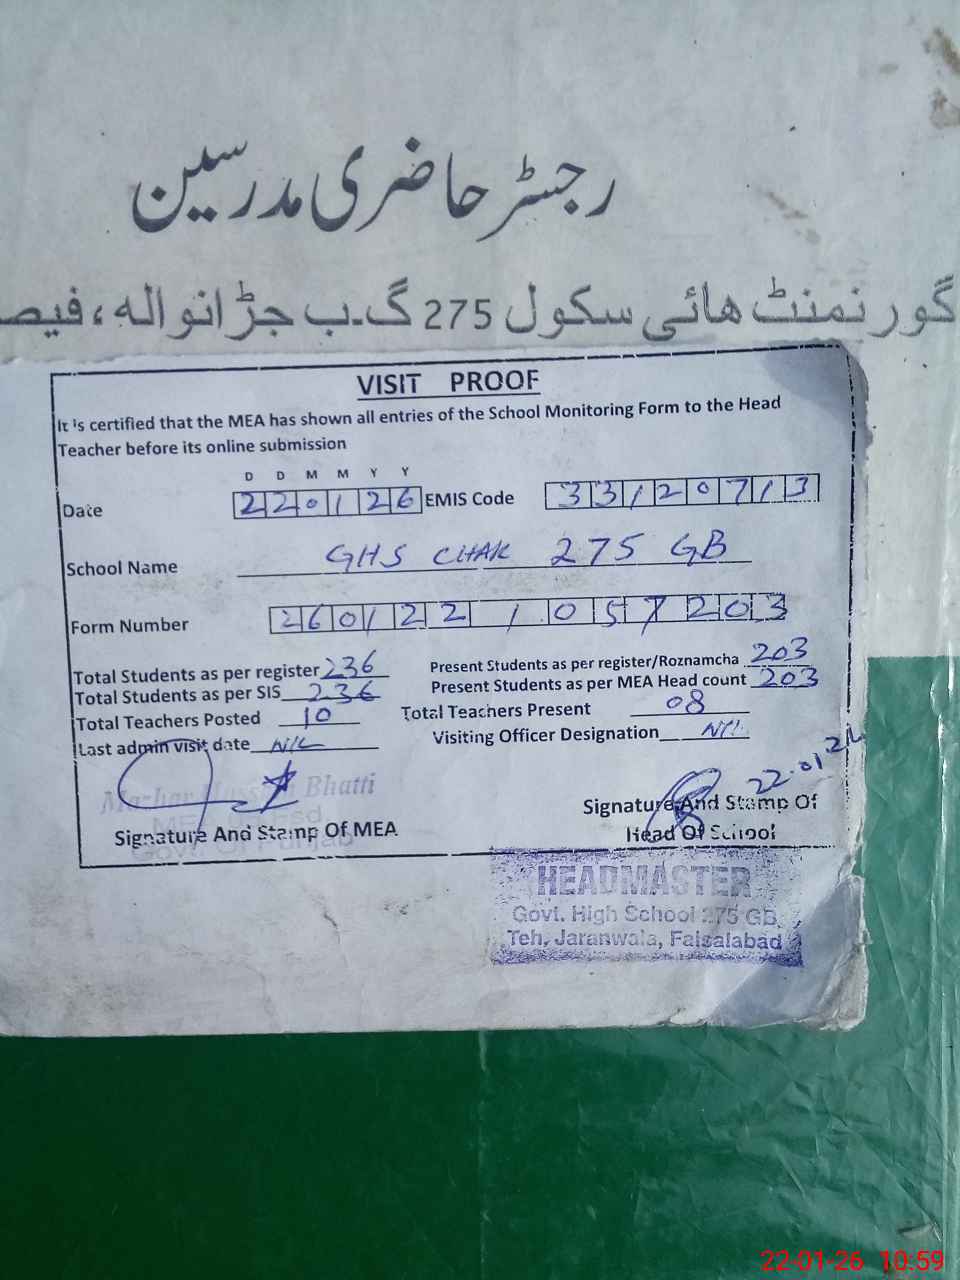 رجسٹر حاضری مدرسین
گورنمنٹ ہائی سکول 275 گ۔ب جڑانوالہ، فیص
VISIT PROOF
It is certified that the MEA has shown all entries of the School Monitoring Form to the Head
Teacher before its online submission
D D M M Y Y
Date 220126 EMIS Code 33120713
School Name GHS CHAK 275 GB
Form Number 260122 1 057203
Total Students as per register 236 Present Students as per register/Roznamcha 203
Total Students as per SIS 236 Present Students as per MEA Head count 203
Total Teachers Posted 10 Total Teachers Present 08
Last admin visit date NIL Visiting Officer Designation NIL
Mazhar Hussain Bhatti
22.01.26
Signature And Stamp Of MEA Signature And Stamp Of
Head Of School
Govt. Of Punjab
HEADMASTER
Govt. High School 275 GB
Teh, Jaranwala, Faisalabad
22-01-26 10:59